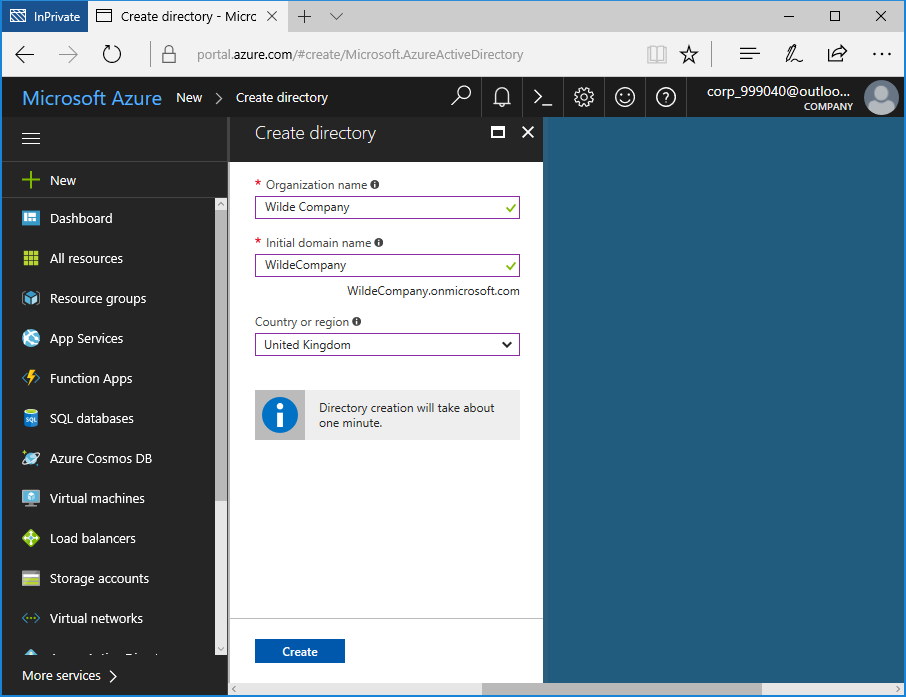 InPrivate
Create directory - Micr
portal.azure.com/#create/Microsoft.AzureActiveDirectory
Microsoft Azure New > Create directory
corp_999040@outloo...
COMPANY
Create directory
New
Dashboard
All resources
Resource groups
App Services
Function Apps
SQL
SQL databases
Azure Cosmos DB
Virtual machines
Load balancers
Storage accounts
Virtual networks
More services >
* Organization name
Wilde Company
* Initial domain name
WildeCompany
WildeCompany.onmicrosoft.com
Country or region
United Kingdom
Directory creation will take about
one minute.
Create